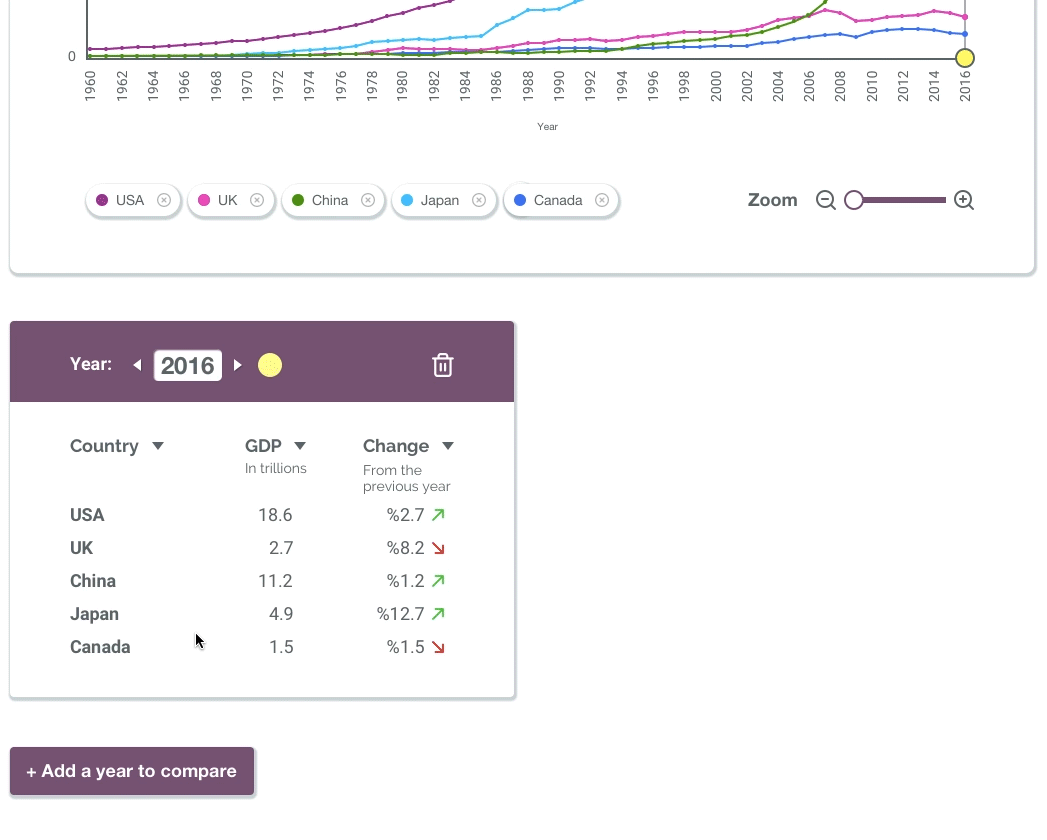 0
1960 1962 1964 1966 1968 1970 1972 1974 1976 1978 1980 1982 1984 1986 1988 1990 1992 1994 1996 1998 2000 2002 2004 2006 2008 2010 2012 2014 2016
Year
USA UK China Japan Canada Zoom
Year: 2016
Country GDP Change
In trillions From the
previous year
USA 18.6 %2.7
UK 2.7 %8.2
China 11.2 %1.2
Japan 4.9 %12.7
Canada 1.5 %1.5
+ Add a year to compare